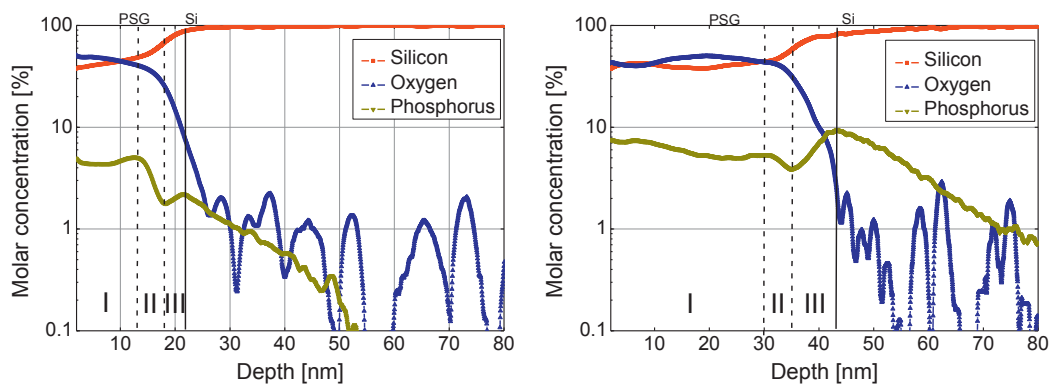 PSG Si
100
10
1
0.1
Molar concentration [%]
Silicon
Oxygen
Phosphorus
I II III
10 20 30 40 50 60 70 80
Depth [nm]
PSG Si
100
10
1
0.1
Molar concentration [%]
Silicon
Oxygen
Phosphorus
I II III
10 20 30 40 50 60 70 80
Depth [nm]